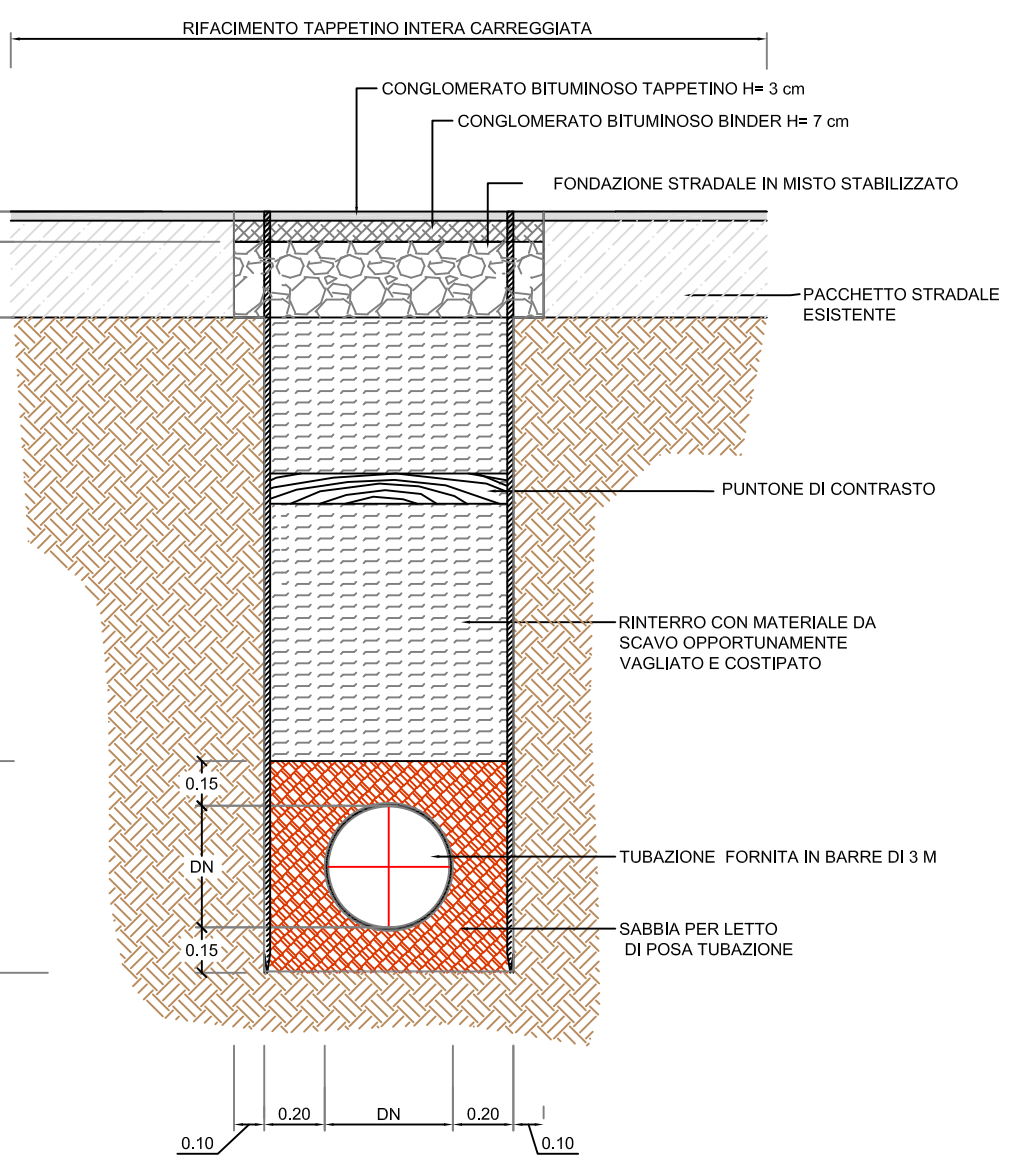 RIFACIMENTO TAPPETINO INTERA CARREGGIATA
CONGLOMERATO BITUMINOSO TAPPETINO H= 3 cm
CONGLOMERATO BITUMINOSO BINDER H= 7 cm
FONDAZIONE STRADALE IN MISTO STABILIZZATO
PACCHETTO STRADALE
ESISTENTE
PUNTONE DI CONTRASTO
RINTERRO CON MATERIALE DA
SCAVO OPPORTUNAMENTE
VAGLIATO E COSTIPATO
0.15
DN
0.15
TUBAZIONE FORNITA IN BARRE DI 3 M
SABBIA PER LETTO
DI POSA TUBAZIONE
0.20
DN
0.20
0.10
0.10